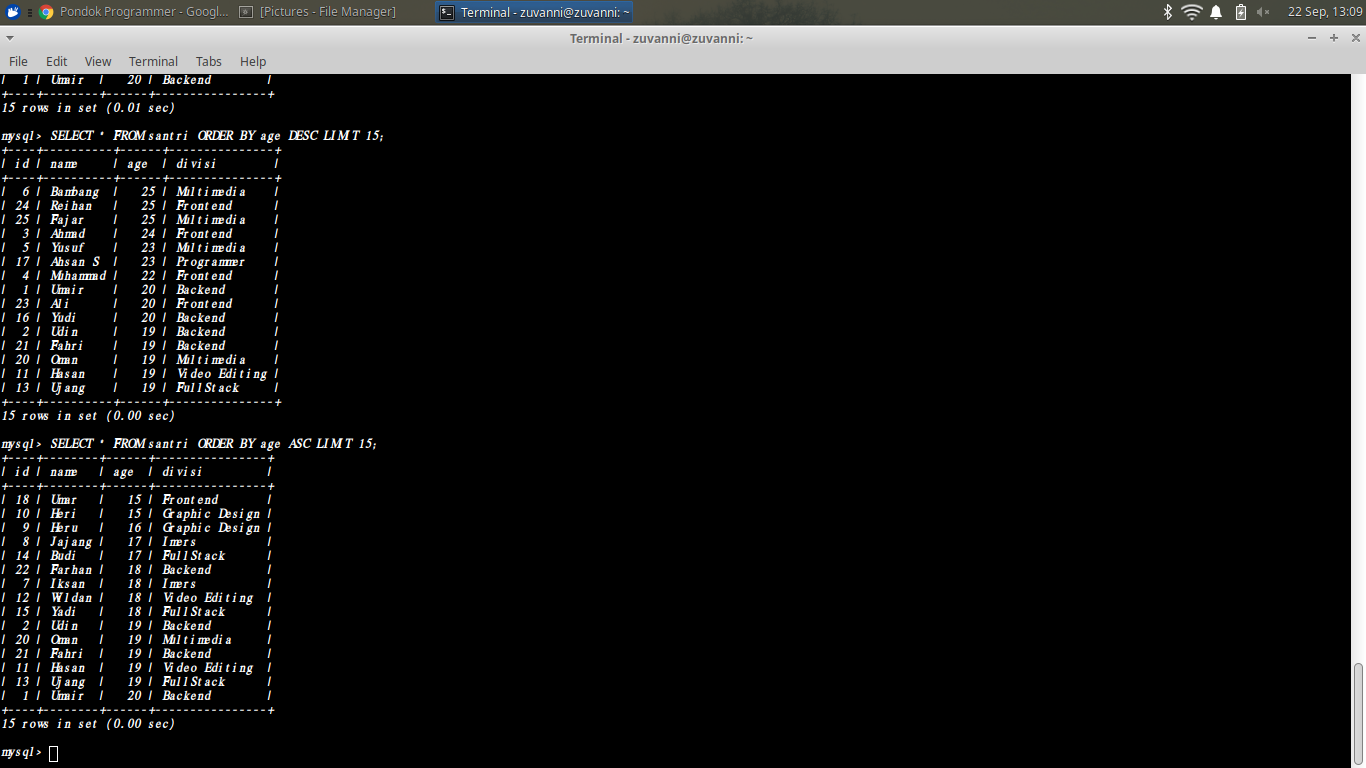 Pondok Programmer - Googl... [Pictures - File Manager] Terminal - zuvanni@zuvanni: ~ 22 Sep, 13:09
Terminal - zuvanni@zuvanni: ~
File Edit View Terminal Tabs Help
| 1 | Umair | 20 | Backend |
+----+--------+------+----------------+
15 rows in set (0.01 sec)
mysql> SELECT * FROM santri ORDER BY age DESC LIMIT 15;
+----+----------+------+---------------+
| id | name | age | divisi |
+----+----------+------+---------------+
| 6 | Bambang | 25 | Multimedia |
| 24 | Reihan | 25 | Frontend |
| 25 | Fajar | 25 | Multimedia |
| 3 | Ahmad | 24 | Frontend |
| 5 | Yusuf | 23 | Multimedia |
| 17 | Ahsan S | 23 | Programmer |
| 4 | Muhammad | 22 | Frontend |
| 1 | Umair | 20 | Backend |
| 23 | Ali | 20 | Frontend |
| 16 | Yudi | 20 | Backend |
| 2 | Udin | 19 | Backend |
| 21 | Fahri | 19 | Backend |
| 20 | Oman | 19 | Multimedia |
| 11 | Hasan | 19 | Video Editing |
| 13 | Ujang | 19 | FullStack |
+----+----------+------+---------------+
15 rows in set (0.00 sec)
mysql> SELECT * FROM santri ORDER BY age ASC LIMIT 15;
+----+--------+------+----------------+
| id | name | age | divisi |
+----+--------+------+----------------+
| 18 | Umar | 15 | Frontend |
| 10 | Heri | 15 | Graphic Design |
| 9 | Heru | 16 | Graphic Design |
| 8 | Jajang | 17 | Imers |
| 14 | Budi | 17 | FullStack |
| 22 | Farhan | 18 | Backend |
| 7 | Iksan | 18 | Imers |
| 12 | Wildan | 18 | Video Editing |
| 15 | Yadi | 18 | FullStack |
| 2 | Udin | 19 | Backend |
| 20 | Oman | 19 | Multimedia |
| 21 | Fahri | 19 | Backend |
| 11 | Hasan | 19 | Video Editing |
| 13 | Ujang | 19 | FullStack |
| 1 | Umair | 20 | Backend |
+----+--------+------+----------------+
15 rows in set (0.00 sec)
mysql>